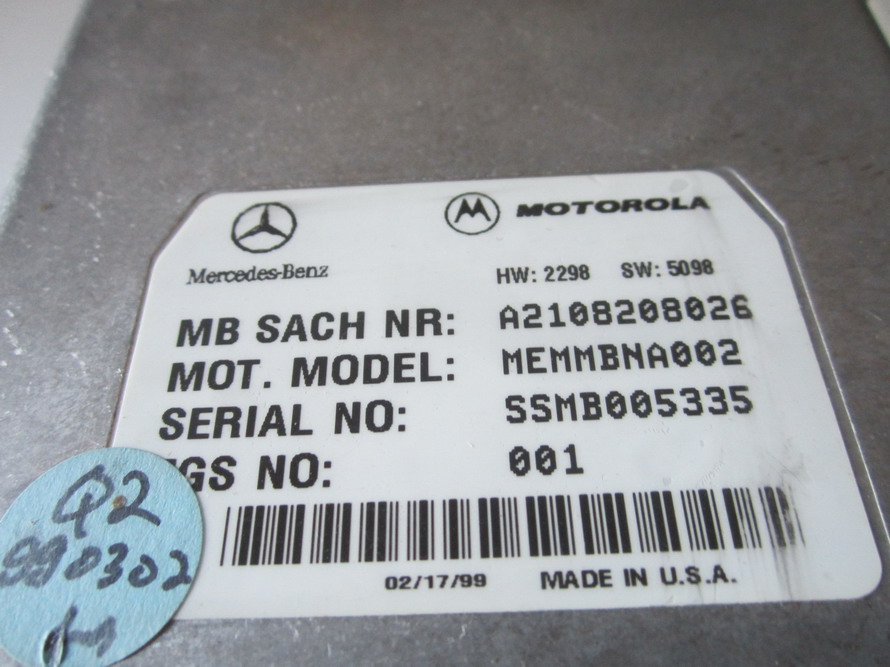 MOTOROLA
Mercedes-Benz
HW: 2298 SW: 5098
MB SACH NR: A2108208026
MOT. MODEL: MEMMBNA002
SERIAL NO: SSMB005335
GS NO: 001
02/17/99 MADE IN U.S.A.
Q2
990302